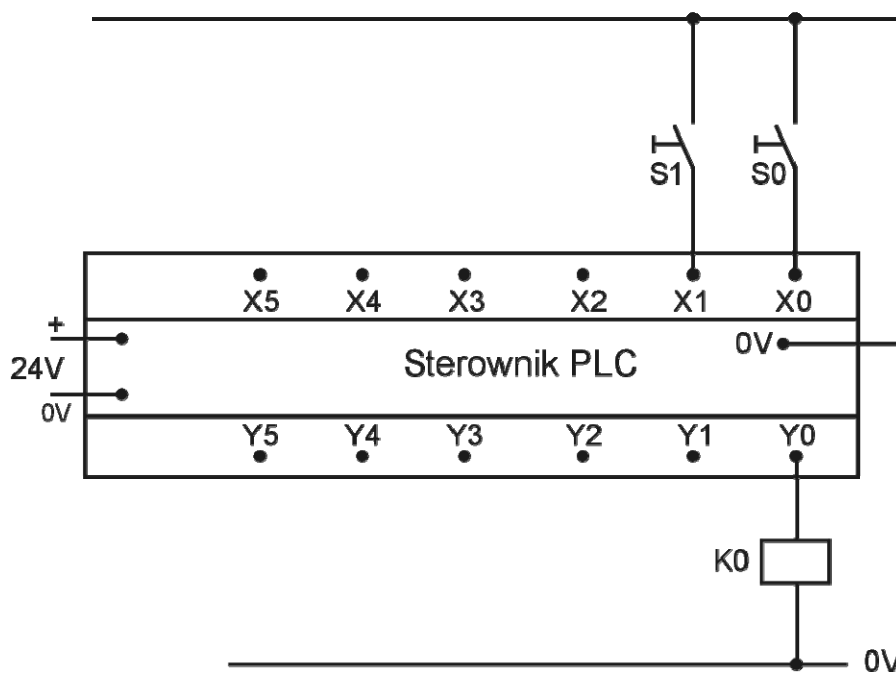 S1 S0
X5 X4 X3 X2 X1 X0
+
24V
0V
Sterownik PLC
0V
Y5 Y4 Y3 Y2 Y1 Y0
K0
0V